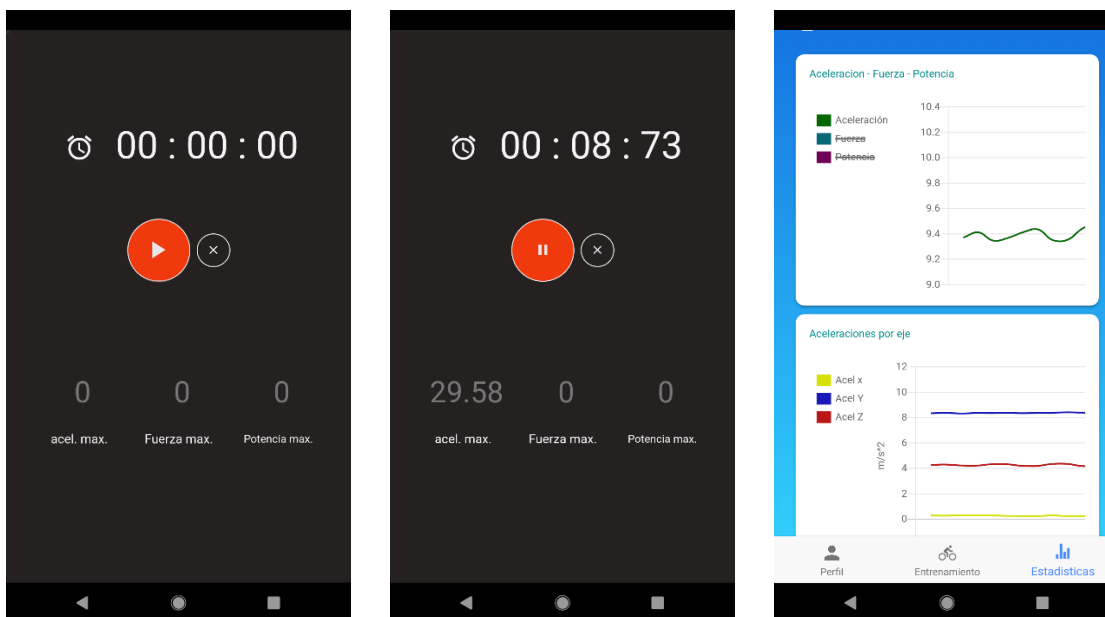 00 : 00 : 00
0 0 0
acel. max. Fuerza max. Potencia max.
00 : 08 : 73
29.58 0 0
acel. max. Fuerza max. Potencia max.
Aceleracion - Fuerza - Potencia
Aceleración
Fuerza
Potencia
10.4
10.2
10.0
9.8
9.6
9.4
9.2
9.0
Aceleraciones por eje
Acel x
Acel Y
Acel Z
m/s^2
12
10
8
6
4
2
0
Perfil Entrenamiento Estadisticas